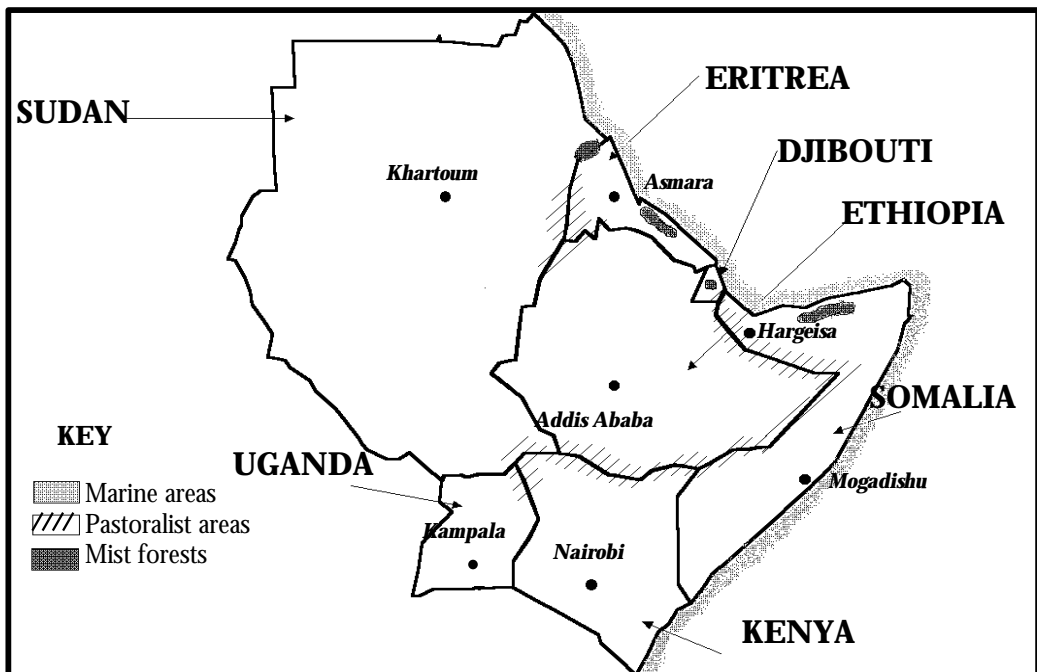 ERITREA
SUDAN
DJIBOUTI
Khartoum
Asmara
ETHIOPIA
Hargeisa
SOMALIA
Addis Ababa
KEY
UGANDA
Marine areas
Mogadishu
Pastoralist areas
Kampala
Nairobi
Mist forests
KENYA